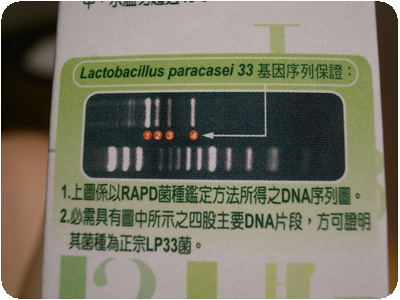 Lactobacillus paracasei 33 基因序列保證：
1 2 3 4
1.上圖係以RAPD菌種鑑定方法所得之DNA序列圖。
2.必需具有圖中所示之四股主要DNA片段，方可證明
其菌種為正宗LP33菌。